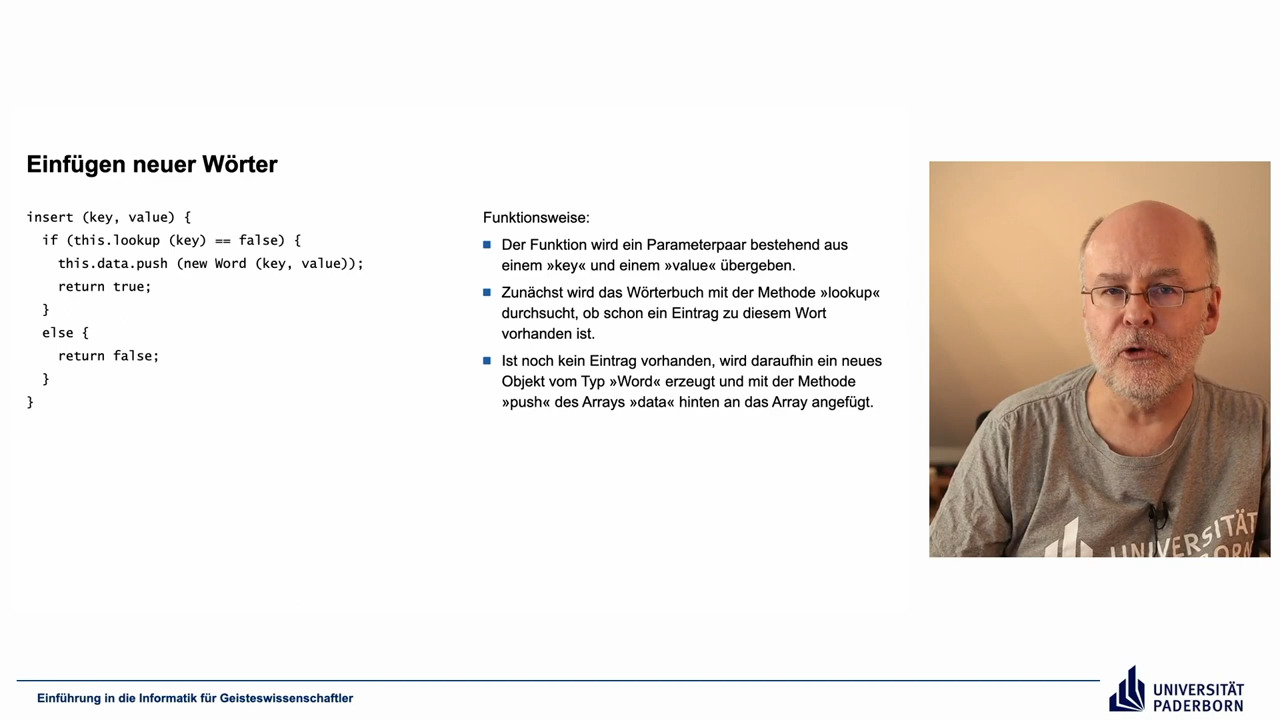 Einfügen neuer Wörter
insert (key, value) {
if (this.lookup (key) == false) {
this.data.push (new Word (key, value));
return true;
}
else {
return false;
}
}
Funktionsweise:
Der Funktion wird ein Parameterpaar bestehend aus
einem »key« und einem »value« übergeben.
Zunächst wird das Wörterbuch mit der Methode »lookup«
durchsucht, ob schon ein Eintrag zu diesem Wort
vorhanden ist.
Ist noch kein Eintrag vorhanden, wird daraufhin ein neues
Objekt vom Typ »Word« erzeugt und mit der Methode
»push« des Arrays »data« hinten an das Array angefügt.
UNIVERSITÄT
Einführung in die Informatik für Geisteswissenschaftler
UNIVERSITÄT
PADERBORN